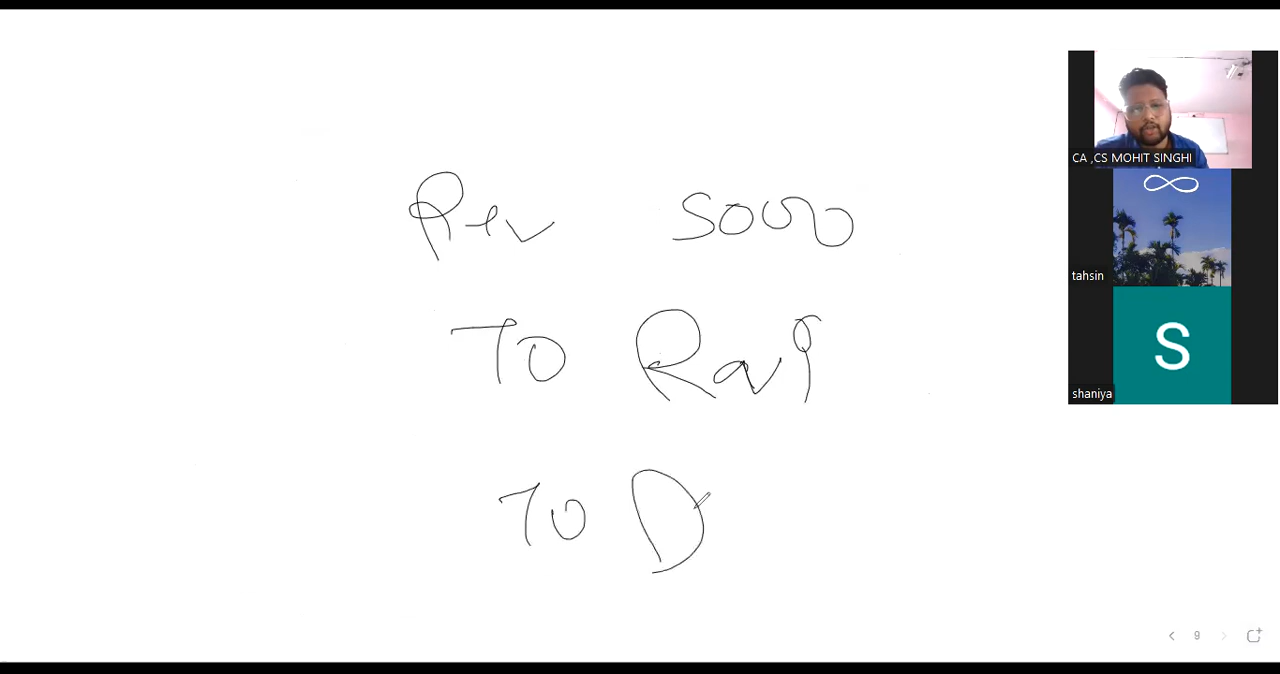 Rev 5000
To Ravi
To D
CA ,CS MOHIT SINGHI
tahsin
S
shaniya
9